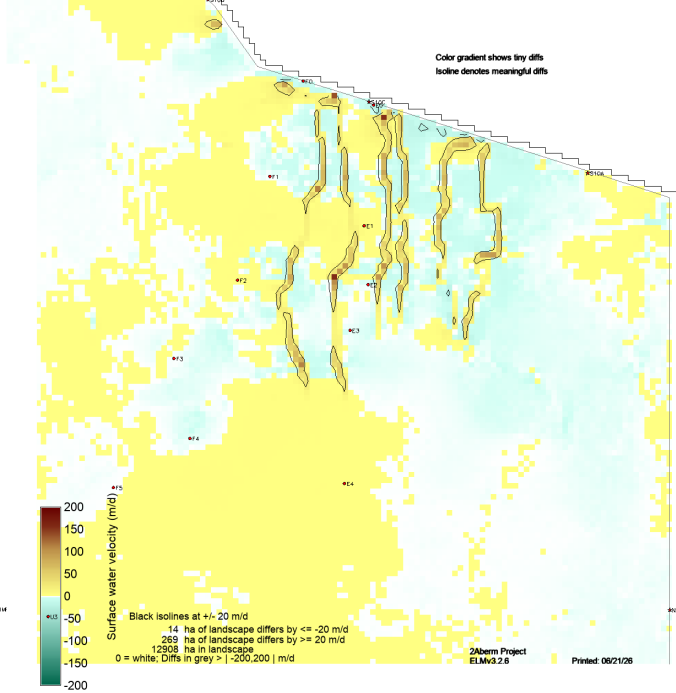 S10D
Color gradient shows tiny diffs
Isoline denotes meaningful diffs
F0
S10C
S10A
F1
E1
F2
E2
E3
F3
F4
E4
F5
200
150
100
50
0
-50
-100
-150
-200
U3
Surface water velocity (m/d)
Black isolines at +/- 20 m/d
14 ha of landscape differs by <= -20 m/d
269 ha of landscape differs by >= 20 m/d
12908 ha in landscape
0 = white; Diffs in grey > | -200,200 | m/d
2Aberm Project
ELMv3.2.6
Printed: 06/21/26